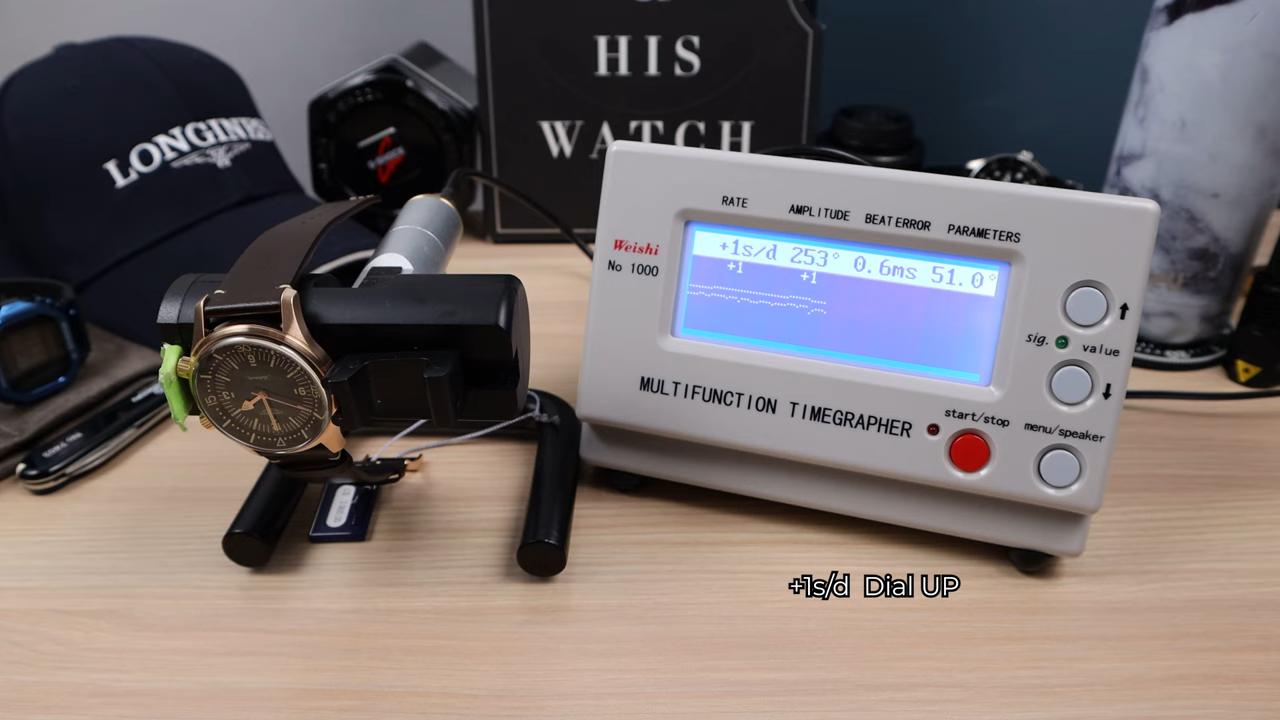 HIS
WATCH
LONGINES
RATE AMPLITUDE BEAT ERROR PARAMETERS
Weishi
No 1000
+1s/d 253° 0.6ms 51.0°
+1 +1
sig.
value
MULTIFUNCTION TIMEGRAPHER
start/stop
menu/speaker
+1s/d Dial UP